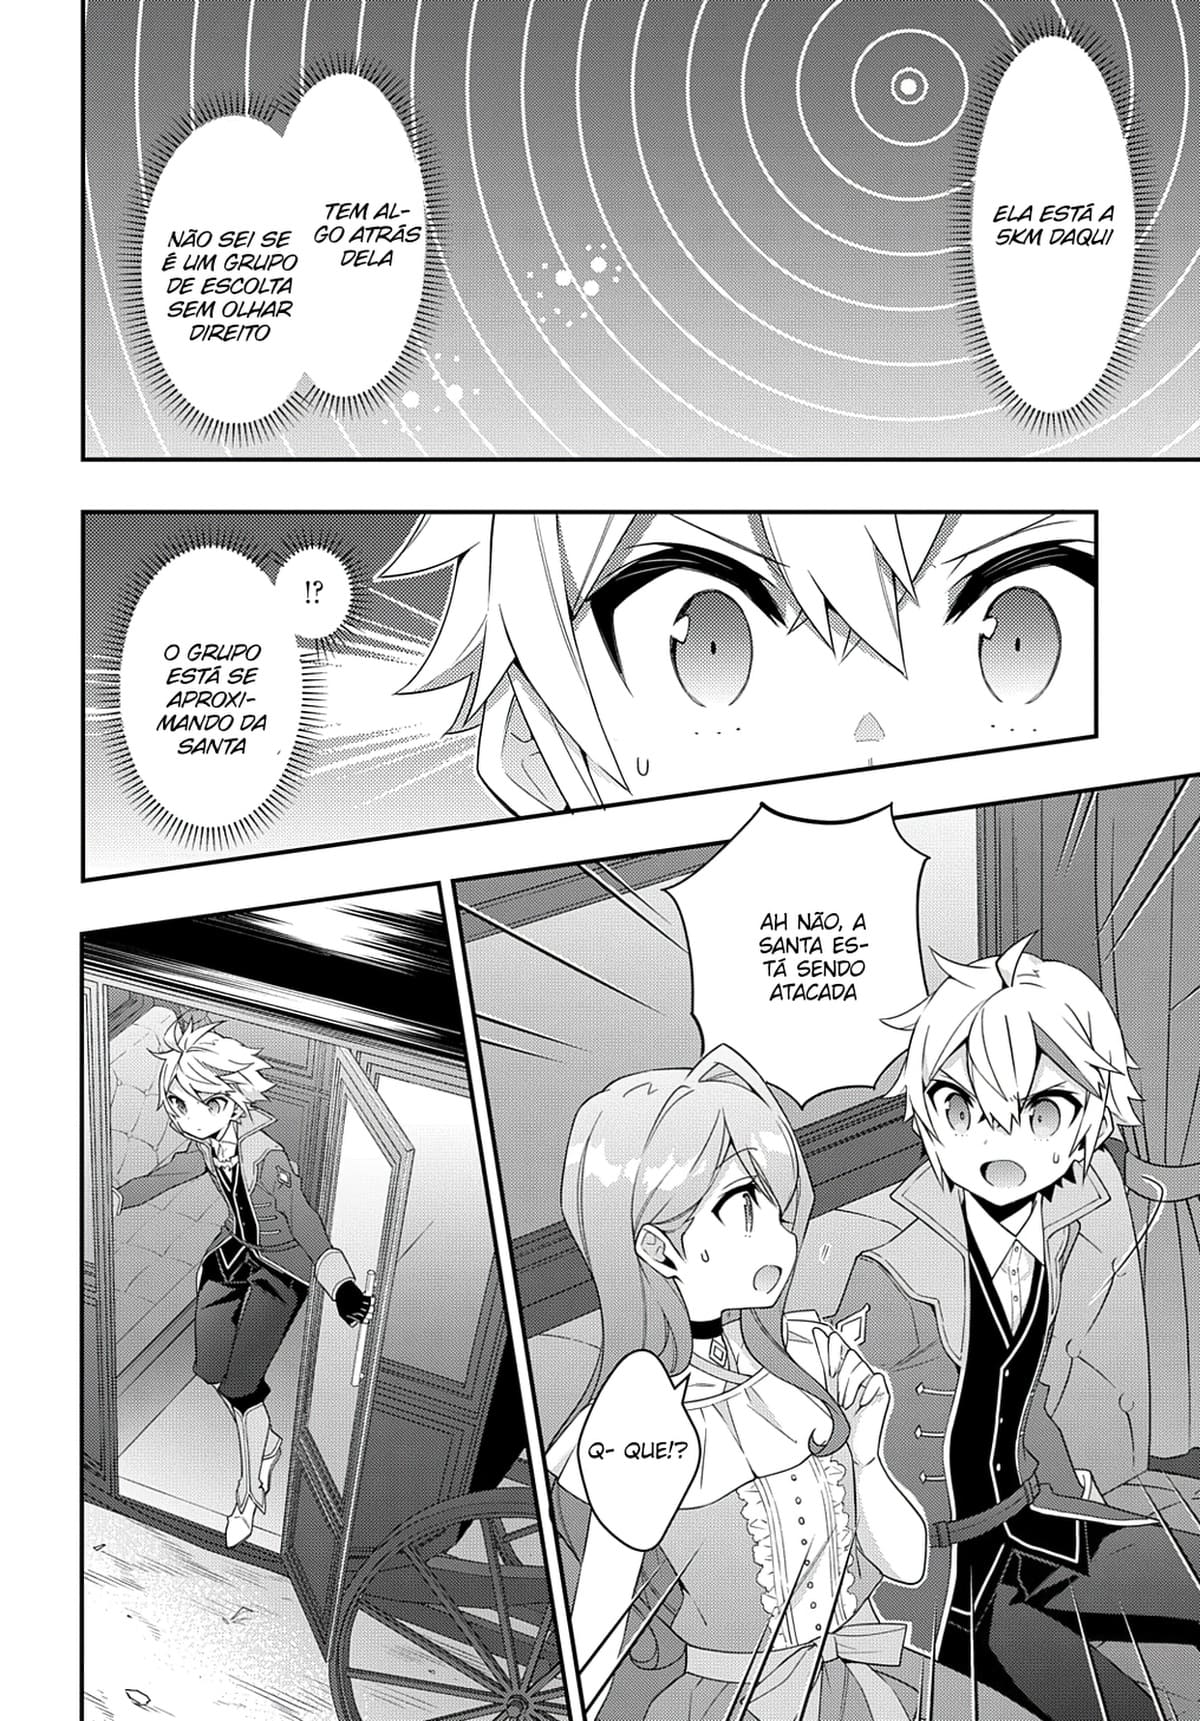 ELA ESTÁ A
5KM DAQUI
TEM AL-
GO ATRÁS
DELA
NÃO SEI SE
É UM GRUPO
DE ESCOLTA
SEM OLHAR
DIREITO
!?
O GRUPO
ESTÁ SE
APROXI-
MANDO DA
SANTA
AH NÃO, A
SANTA ES-
TÁ SENDO
ATACADA
Q- QUE!?